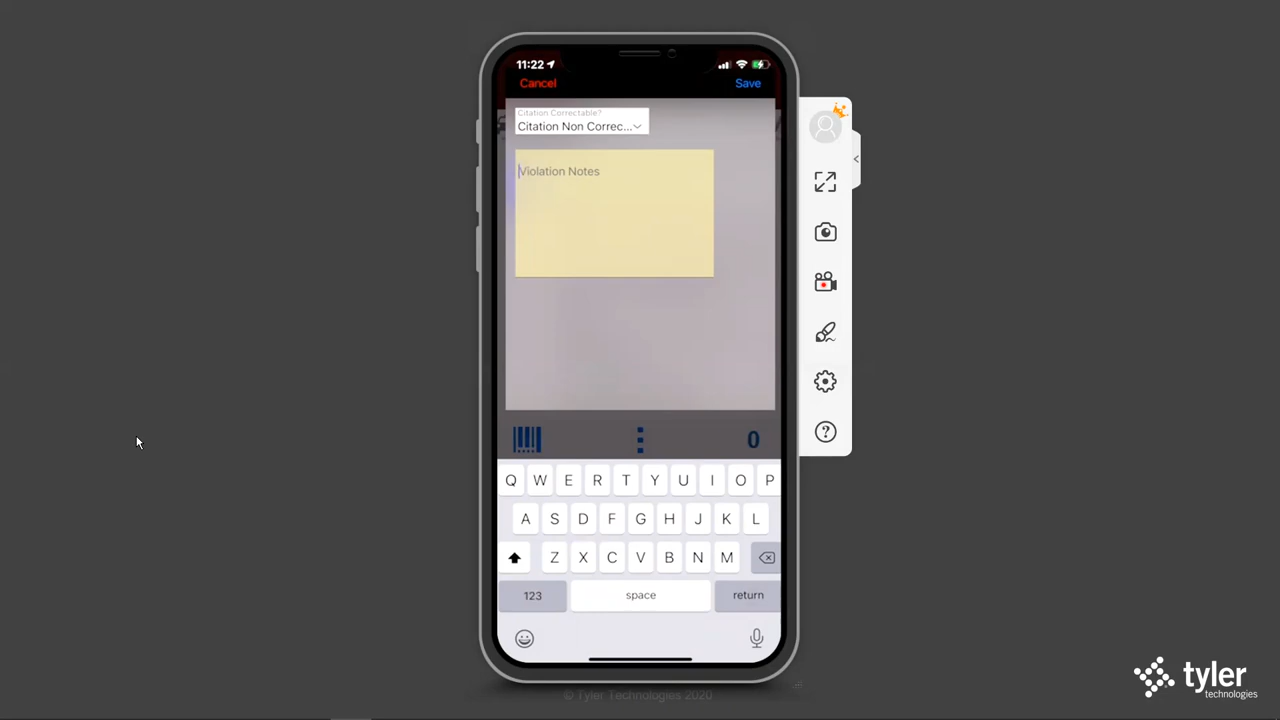 11:22
Cancel
Save
Citation Correctable?
Citation Non Correc...
Violation Notes
0
Q W E R T Y U I O P
A S D F G H J K L
Z X C V B N M
123
space
return
© Tyler Technologies 2020
tyler
technologies